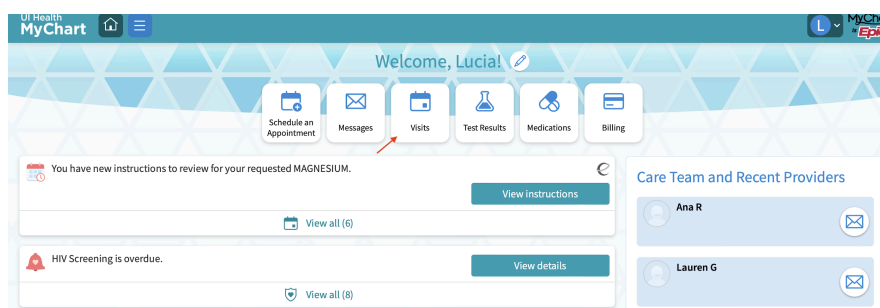 UI Health
MyChart
L
MyCh
Epi
Welcome, Lucia!
Schedule an
Appointment
Messages
Visits
Test Results
Medications
Billing
You have new instructions to review for your requested MAGNESIUM.
View instructions
View all (6)
HIV Screening is overdue.
View details
View all (8)
Care Team and Recent Providers
Ana R
Lauren G